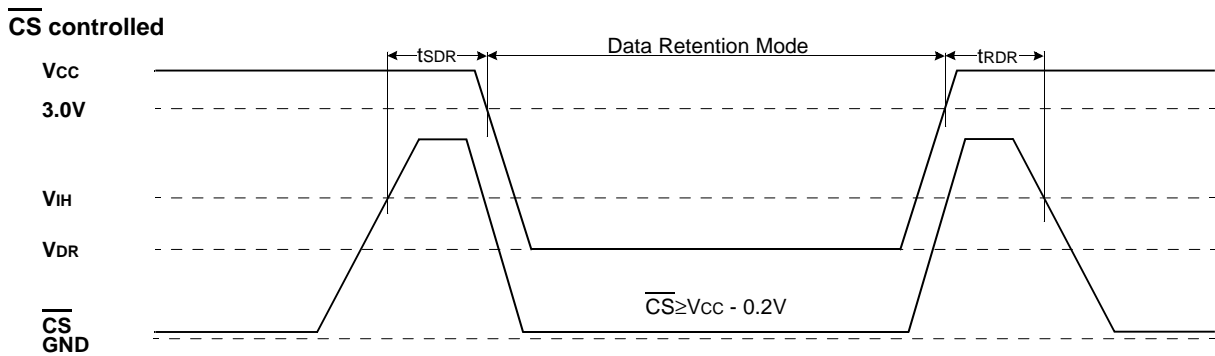 CS controlled
tSDR
Data Retention Mode
tRDR
VCC
3.0V
VIH
VDR
CS≥VCC - 0.2V
CS
GND